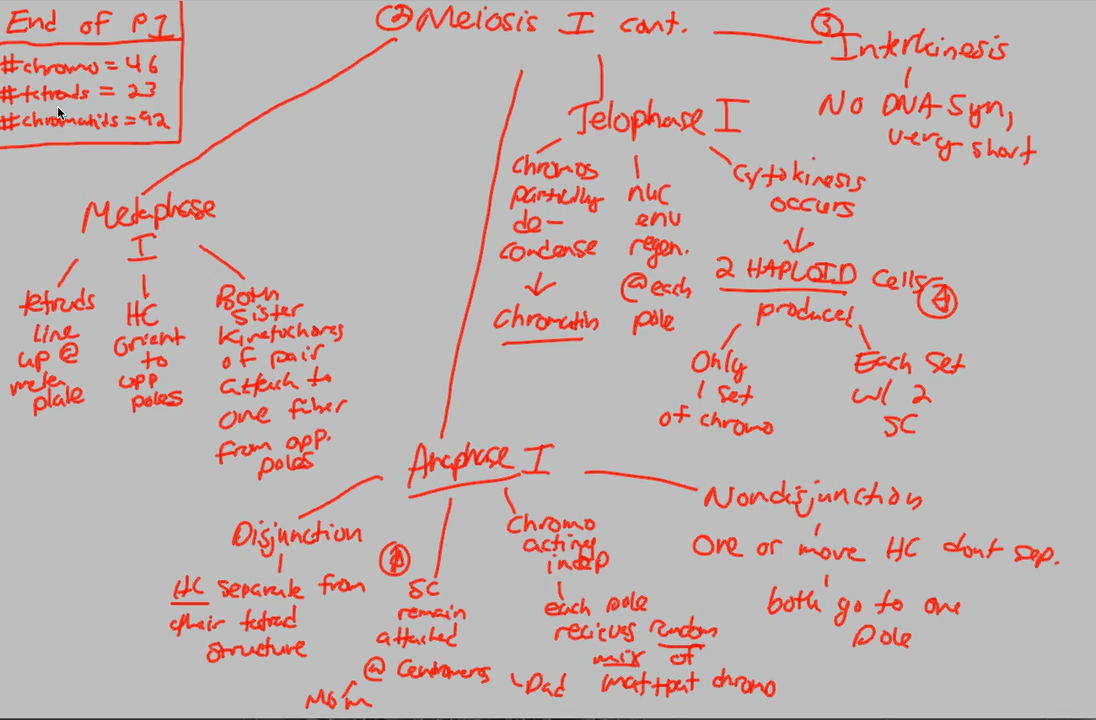 End of PI
#chromo = 46
#tetrads = 23
#chromatids = 92
② Meiosis I cont.
③ Interkinesis
No DNA Syn,
very short
Metaphase
I
tetrads
line
up @
meta
plate
HC
orient
to
opp
poles
Both
Sister
Kinetochores
of pair
attach to
one fiber
from opp.
poles
Telophase I
Chromos
partially
de-
condense
Chromatin
nuc
env
regen.
@ each
pole
Cytokinesis
occurs
2 HAPLOID Cells
produced
Only
1 set
of chromo
Each Set
w/ 2
SC
Anaphase I
Disjunction
HC separate from
their tetrad
structure
SC
remain
attached
@ Centromers
Mom
Dad
Chromo
acting
indep
each pole
recieves random
mix of
mat+pat chromo
Nondisjunction
One or more HC dont sep.
both go to one
Pole